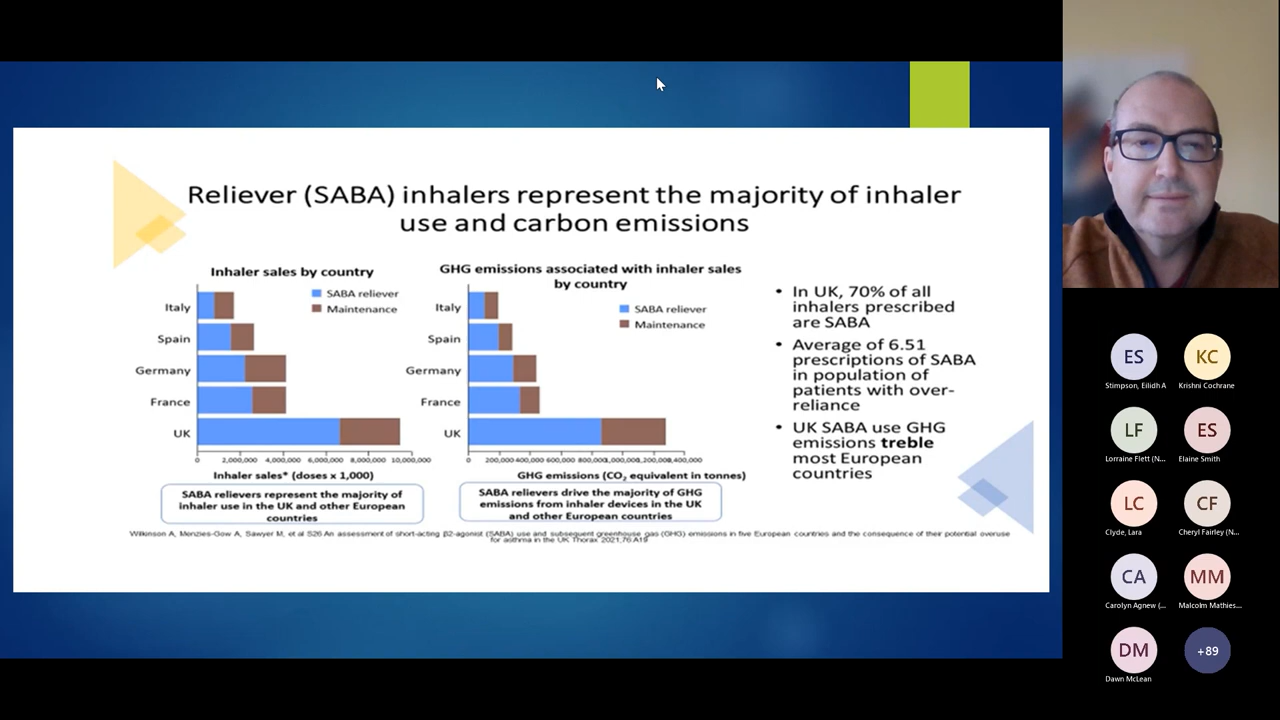 Reliever (SABA) inhalers represent the majority of inhaler
use and carbon emissions
Inhaler sales by country
SABA reliever
Maintenance
Italy
Spain
Germany
France
UK
0 2,000,000 4,000,000 6,000,000 8,000,000 10,000,000
Inhaler sales* (doses x 1,000)
SABA relievers represent the majority of
inhaler use in the UK and other European
countries
GHG emissions associated with inhaler sales
by country
SABA reliever
Maintenance
Italy
Spain
Germany
France
UK
0 200,000 400,000 600,000 800,000
GHG emissions (CO₂ equivalent in tonnes)
SABA relievers drive the majority of GHG
emissions from inhaler devices in the UK
and other European countries
• In UK, 70% of all
inhalers prescribed
are SABA
• Average of 6.51
prescriptions of SABA
in population of
patients with over-
reliance
• UK SABA use GHG
emissions treble
most European
countries
Wilkinson A, Menzies-Gow A, Sawyer M, et al S26 An assessment of short-acting β2-agonist (SABA) use and subsequent greenhouse gas (GHG) emissions in five European countries and the consequence of their potential overuse
for asthma in the UK Thorax 2021;76:A19
ES
Stimpson, Eilidh A
KC
Krishni Cochrane
LF
Lorraine Flett (N...
ES
Elaine Smith
LC
Clyde, Lara
CF
Cheryl Fairley (N...
CA
Carolyn Agnew (...
MM
Malcolm Mathies...
DM
Dawn McLean
+89